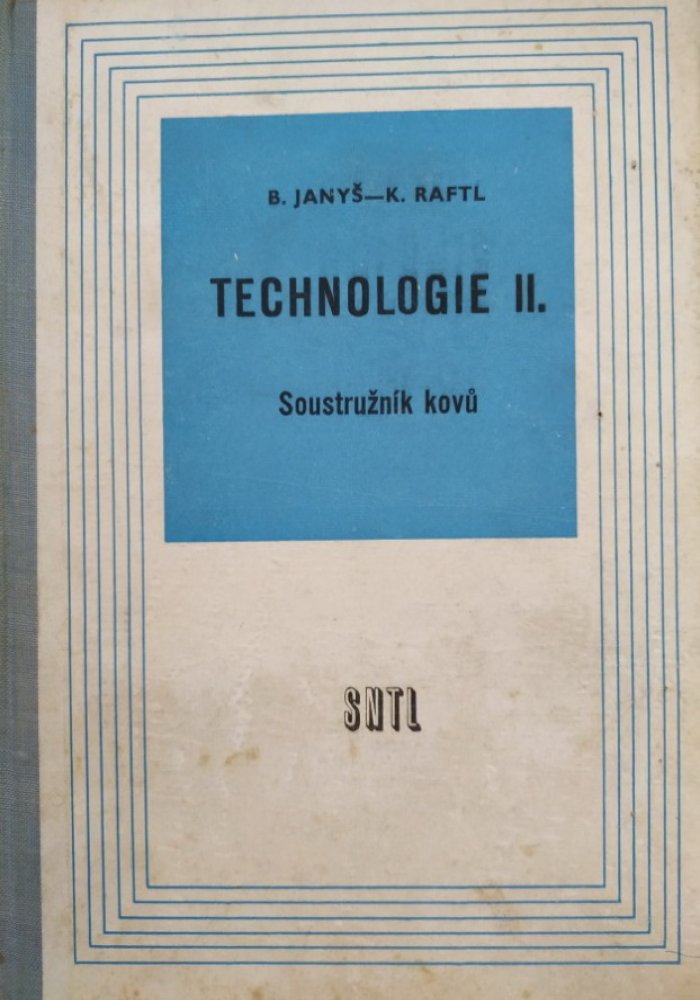 B. JANYŠ—K. RAFTL
TECHNOLOGIE II.
Soustružník kovů
SNTL